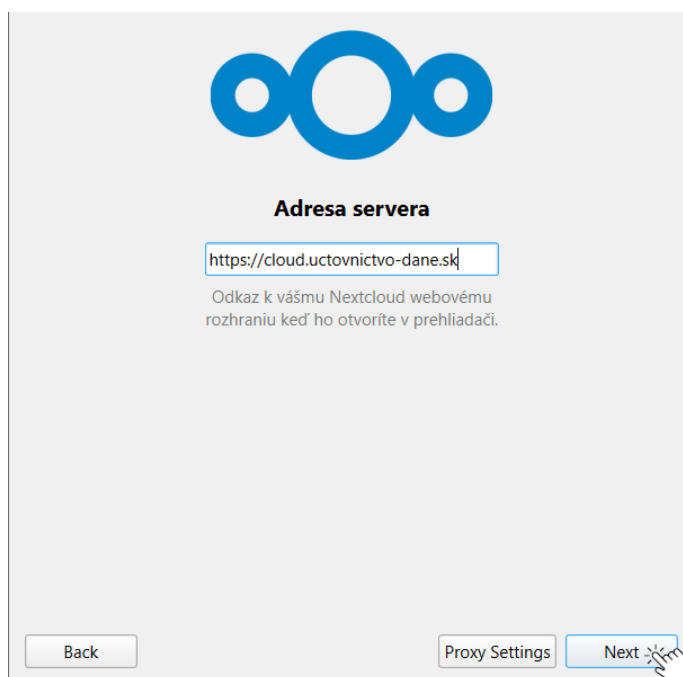 Adresa servera
https://cloud.uctovnictvo-dane.sk
Odkaz k vášmu Nextcloud webovému
rozhraniu keď ho otvoríte v prehliadači.
Back
Proxy Settings
Next